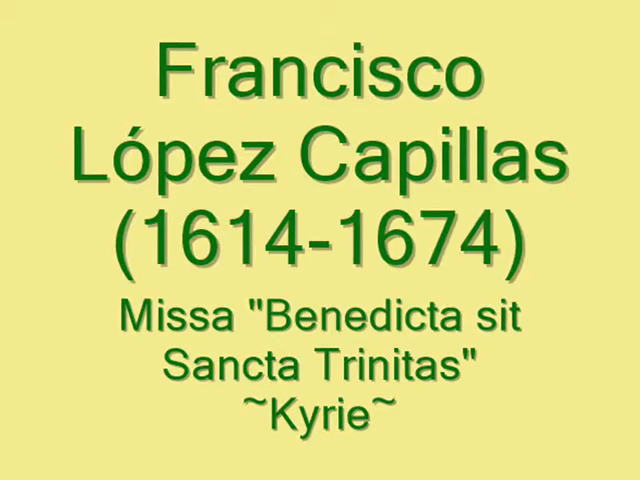 Francisco
López Capillas
(1614-1674)
Missa "Benedicta sit
Sancta Trinitas"
~Kyrie~